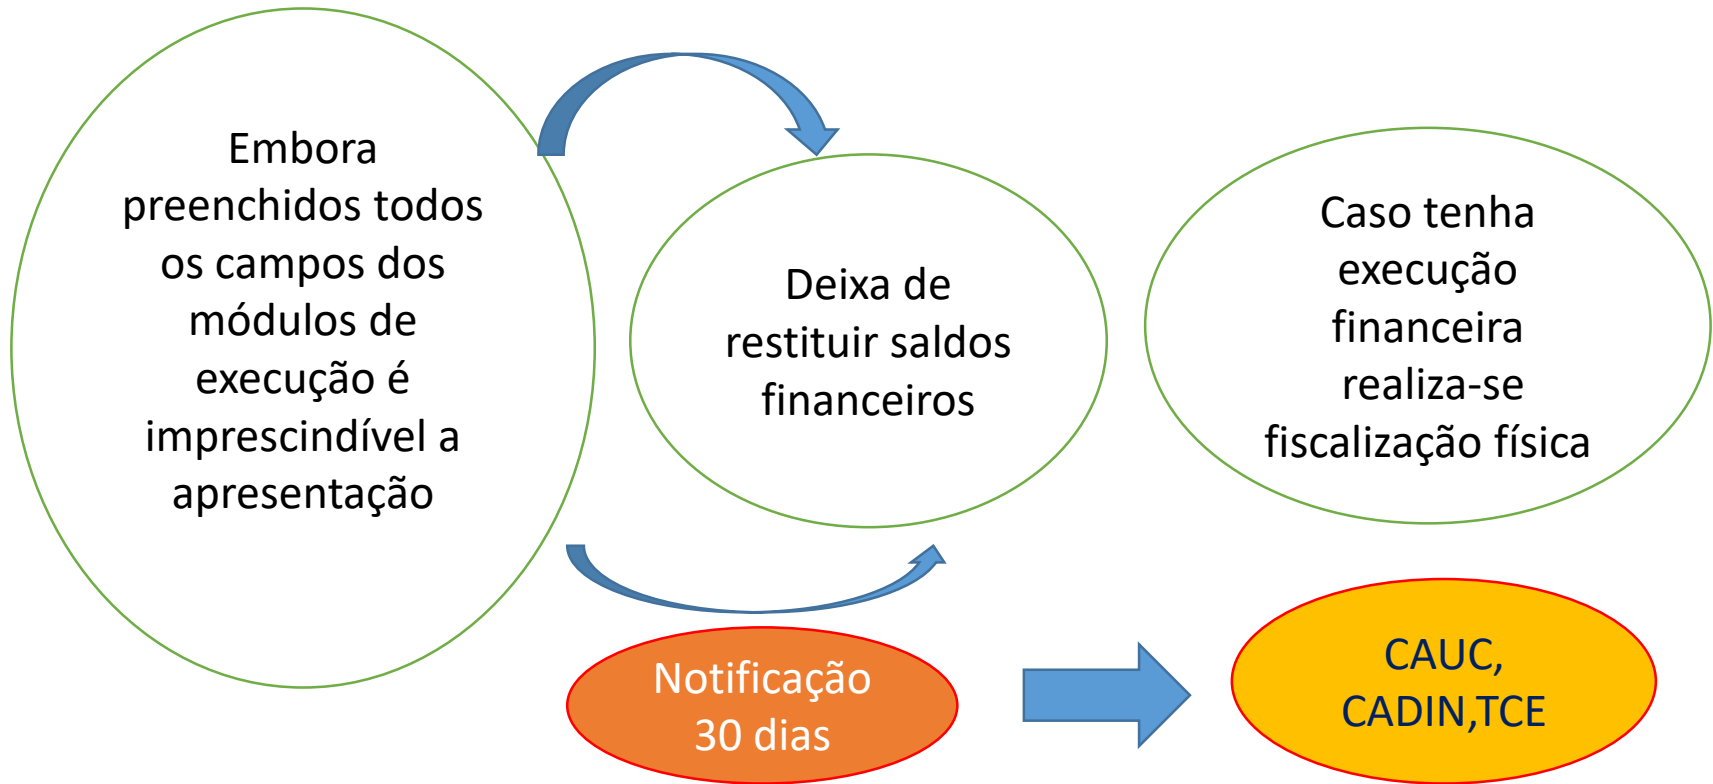 Embora
preenchidos todos
os campos dos
módulos de
execução é
imprescindível a
apresentação
Deixa de
restituir saldos
financeiros
Caso tenha
execução
financeira
realiza-se
fiscalização física
Notificação
30 dias
CAUC,
CADIN,TCE